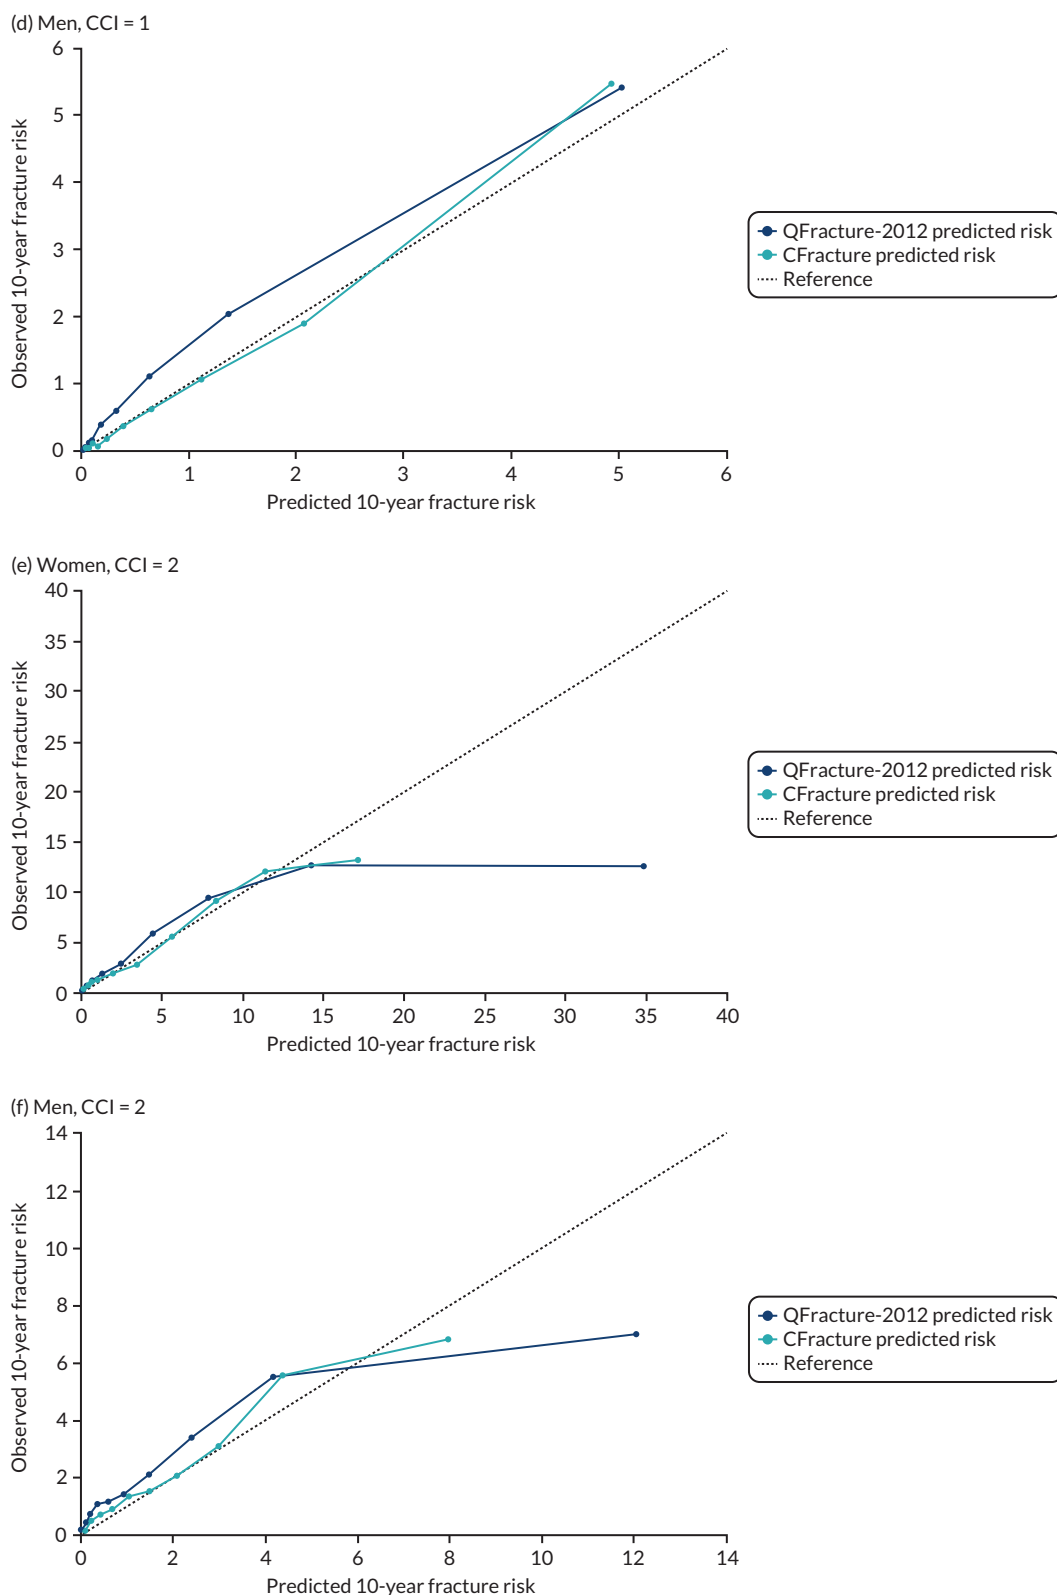 (d) Men, CCI = 1
6
5
4
3
2
1
0
Observed 10-year fracture risk
0 1 2 3 4 5 6
Predicted 10-year fracture risk
QFracture-2012 predicted risk
CFracture predicted risk
Reference
(e) Women, CCI = 2
40
35
30
25
20
15
10
5
0
Observed 10-year fracture risk
0 5 10 15 20 25 30 35 40
Predicted 10-year fracture risk
QFracture-2012 predicted risk
CFracture predicted risk
Reference
(f) Men, CCI = 2
14
12
10
8
6
4
2
0
Observed 10-year fracture risk
0 2 4 6 8 10 12 14
Predicted 10-year fracture risk
QFracture-2012 predicted risk
CFracture predicted risk
Reference